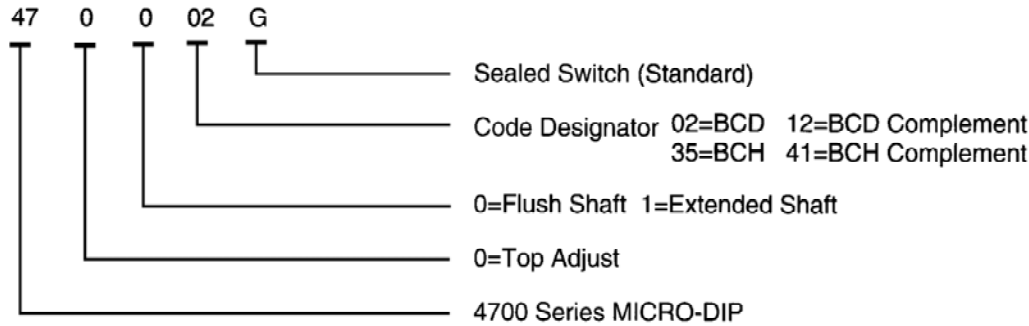 47 0 0 02 G
Sealed Switch (Standard)
Code Designator 02=BCD 12=BCD Complement
35=BCH 41=BCH Complement
0=Flush Shaft 1=Extended Shaft
0=Top Adjust
4700 Series MICRO-DIP